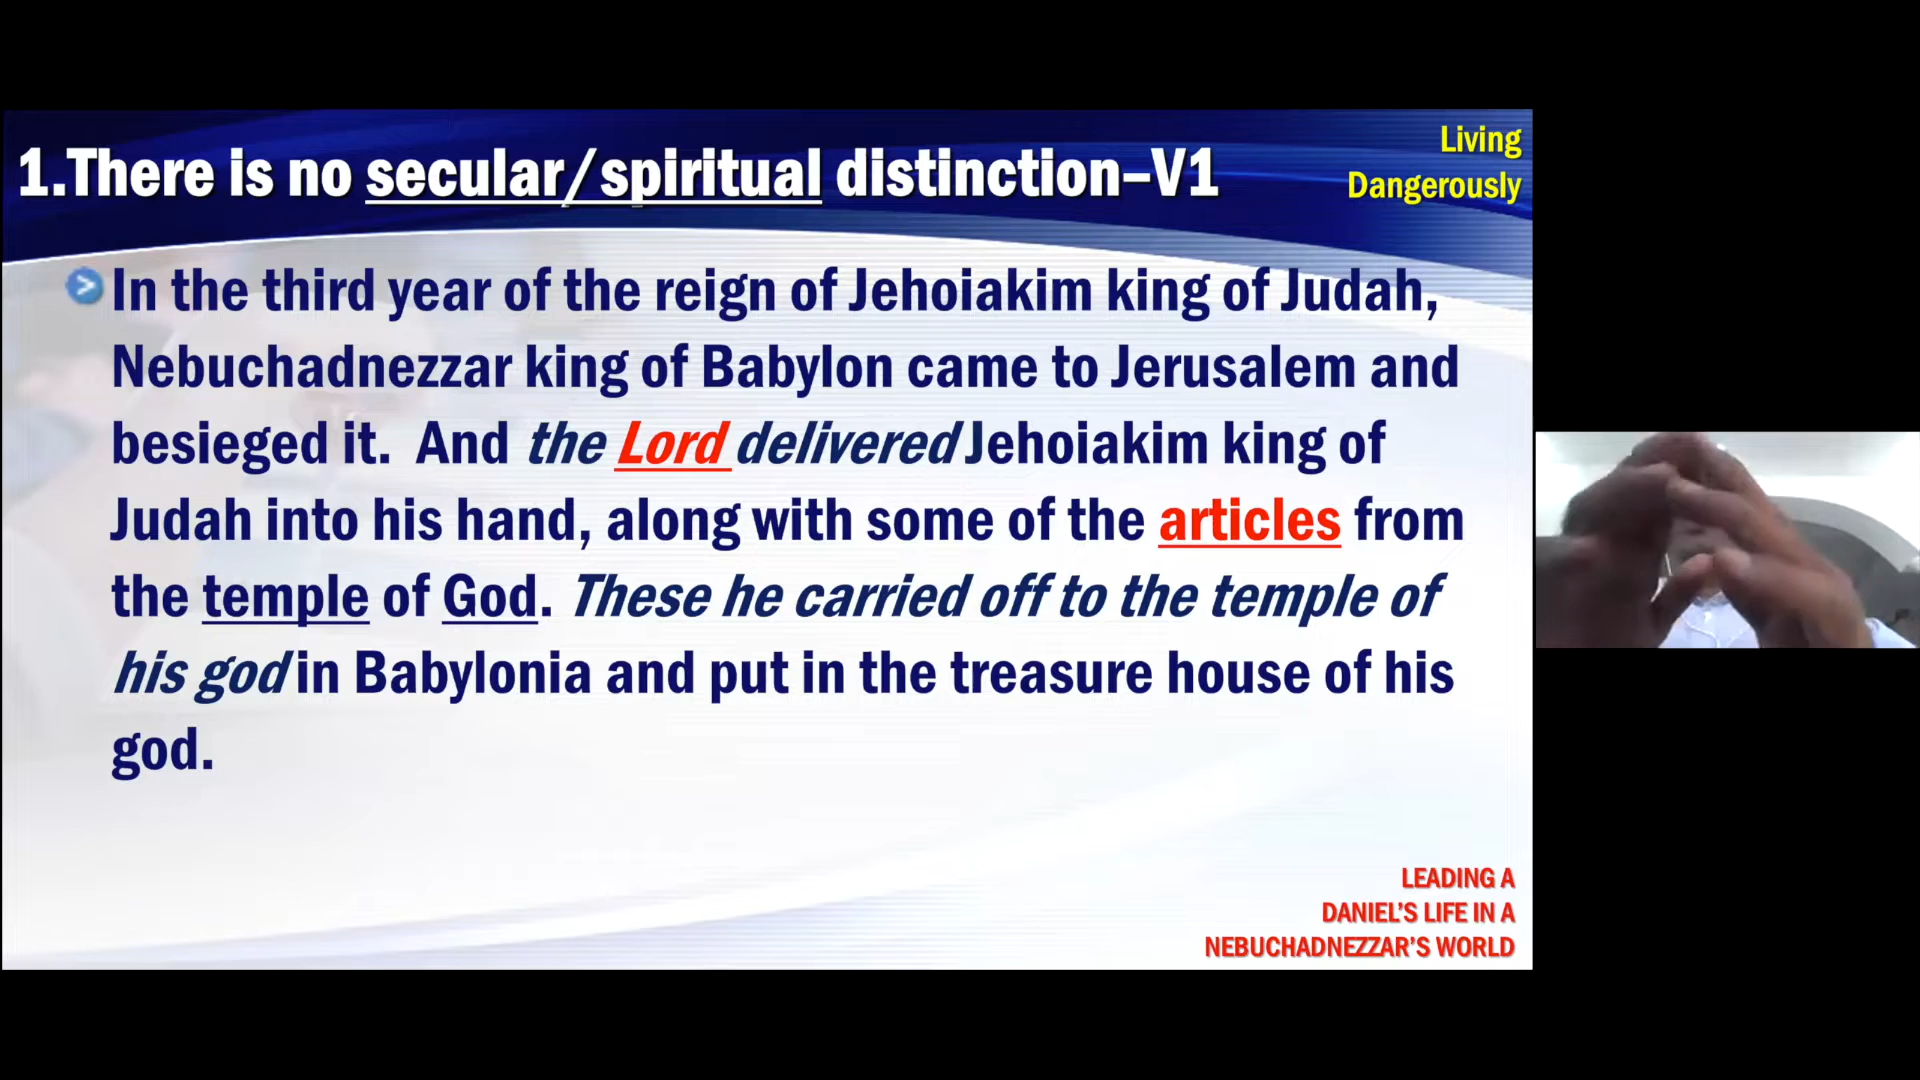 1.There is no secular/spiritual distinction–V1
Living
Dangerously
In the third year of the reign of Jehoiakim king of Judah,
Nebuchadnezzar king of Babylon came to Jerusalem and
besieged it. And the Lord delivered Jehoiakim king of
Judah into his hand, along with some of the articles from
the temple of God. These he carried off to the temple of
his god in Babylonia and put in the treasure house of his
god.
LEADING A
DANIEL'S LIFE IN A
NEBUCHADNEZZAR'S WORLD